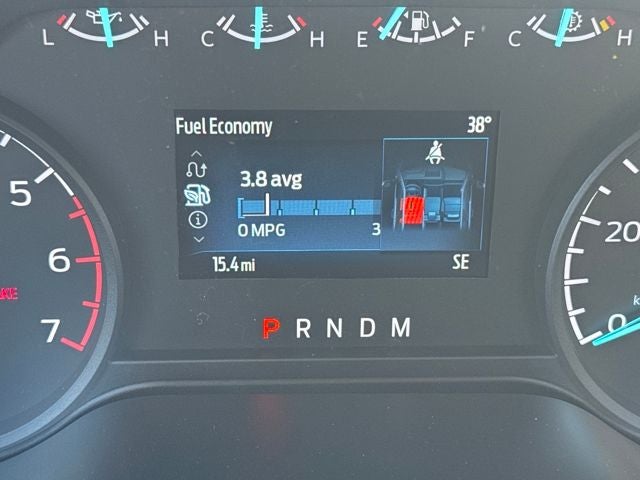 L H C H E F C H
Fuel Economy 38°
3.8 avg
0 MPG 3
15.4 mi SE
5
6
7
20
0
P R N D M